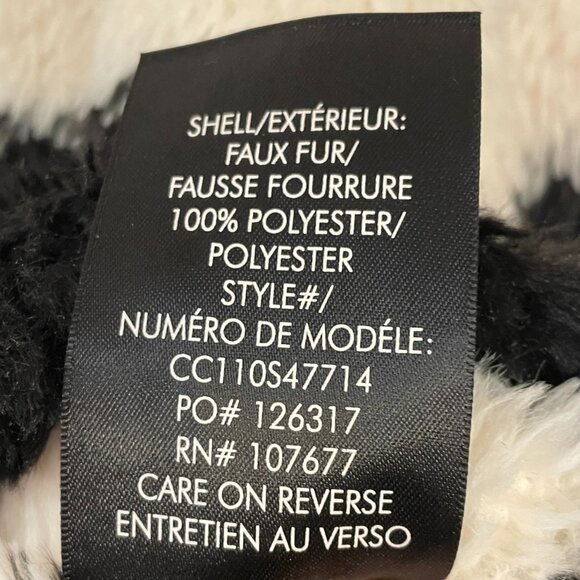 SHELL/EXTÉRIEUR:
FAUX FUR/
FAUSSE FOURRURE
100% POLYESTER/
POLYESTER
STYLE#/
NUMÉRO DE MODÉLE:
CC110S47714
PO# 126317
RN# 107677
CARE ON REVERSE
ENTRETIEN AU VERSO